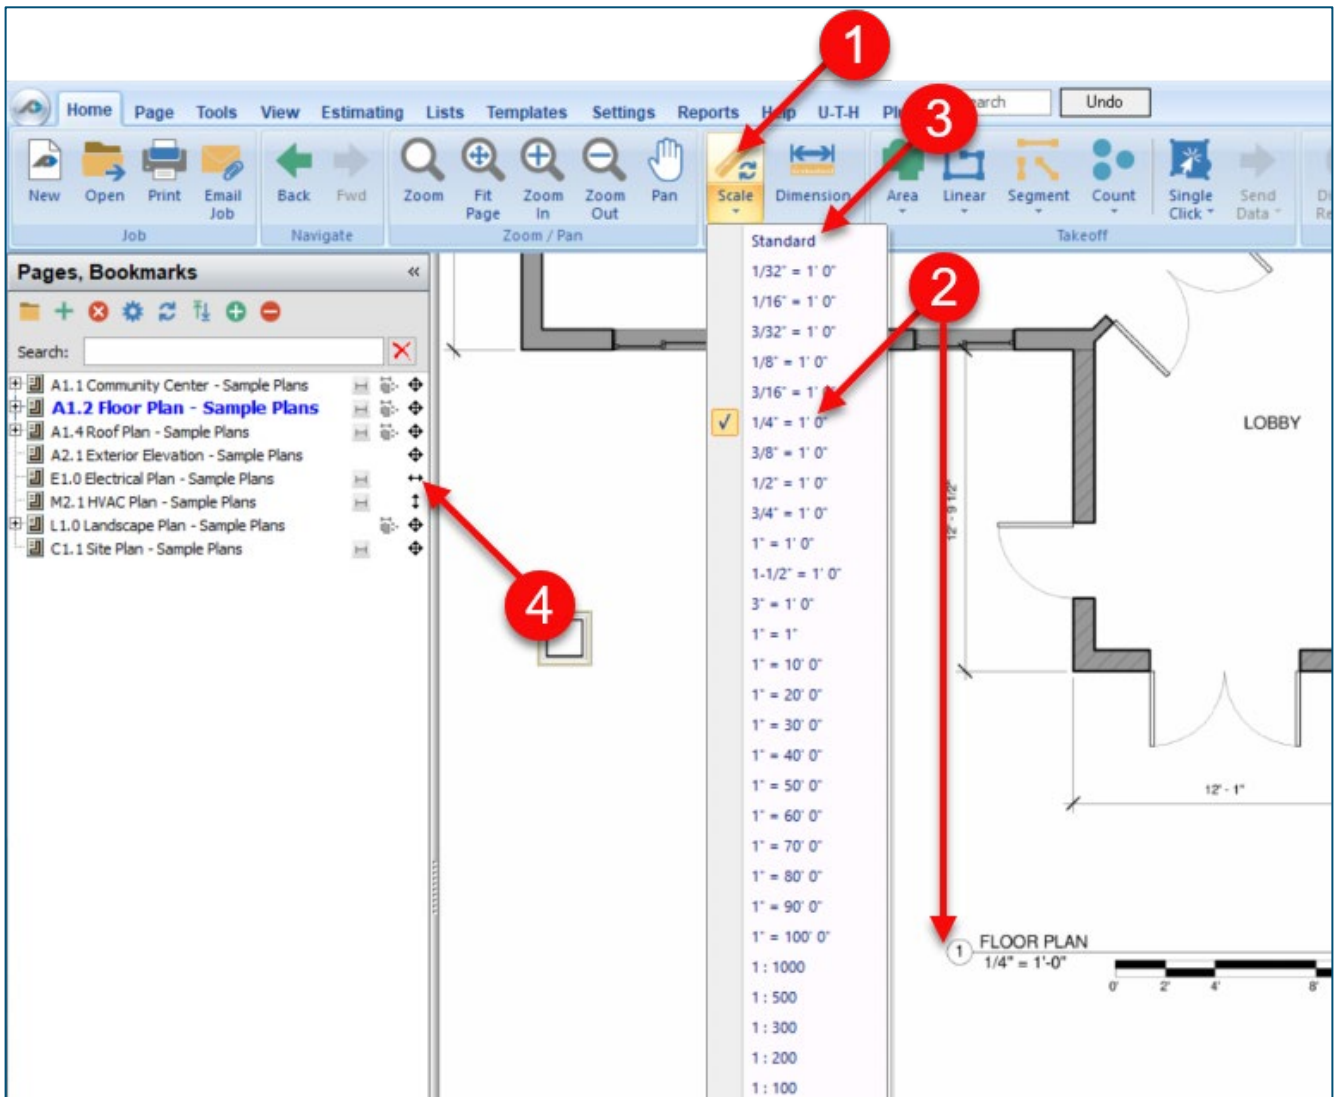 1
Home Page Tools View Estimating Lists Templates Settings Reports Help U-T-H arch Undo
3
New Open Print Email Job Back Fwd Zoom Fit Page Zoom In Zoom Out Pan Scale Dimension Area Linear Segment Count Single Click Send Data
Job Navigate Zoom / Pan Takeoff
Pages, Bookmarks «
Search:
A1.1 Community Center - Sample Plans
A1.2 Floor Plan - Sample Plans
A1.4 Roof Plan - Sample Plans
A2.1 Exterior Elevation - Sample Plans
E1.0 Electrical Plan - Sample Plans
M2.1 HVAC Plan - Sample Plans
L1.0 Landscape Plan - Sample Plans
C1.1 Site Plan - Sample Plans
4
Standard
1/32" = 1' 0"
1/16" = 1' 0"
3/32" = 1' 0"
1/8" = 1' 0"
3/16" = 1' 0"
1/4" = 1' 0"
3/8" = 1' 0"
1/2" = 1' 0"
3/4" = 1' 0"
1" = 1' 0"
1-1/2" = 1' 0"
3" = 1' 0"
1" = 1"
1" = 10' 0"
1" = 20' 0"
1" = 30' 0"
1" = 40' 0"
1" = 50' 0"
1" = 60' 0"
1" = 70' 0"
1" = 80' 0"
1" = 90' 0"
1" = 100' 0"
1 : 1000
1 : 500
1 : 300
1 : 200
1 : 100
2
LOBBY
12' - 9 1/2"
12' - 1"
1 FLOOR PLAN
1/4" = 1'-0"
0' 2' 4' 8'